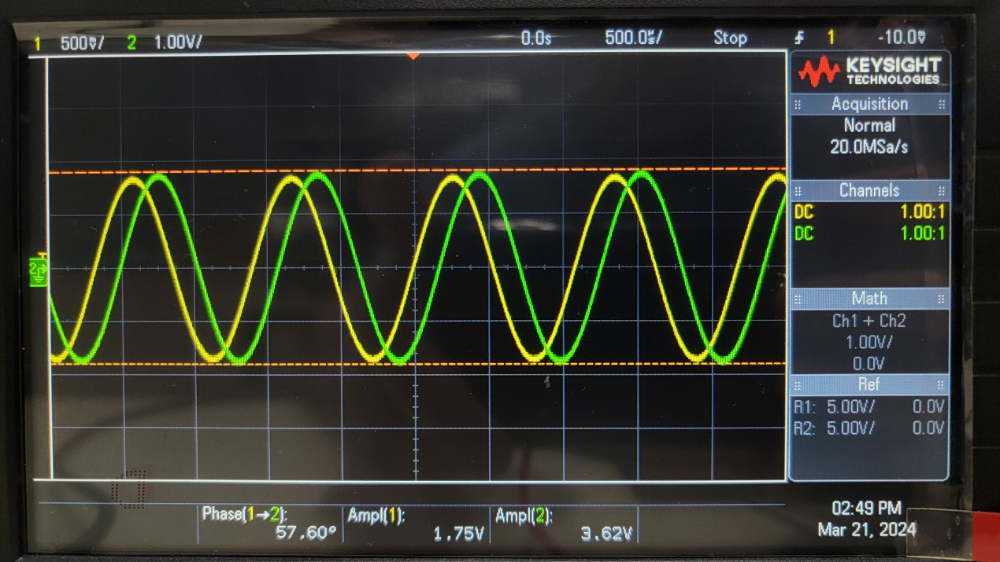 1 500mV/ 2 1.00V/ 0.0s 500.0us/ Stop 1 -10.0V
KEYSIGHT
TECHNOLOGIES
Acquisition
Normal
20.0MSa/s
Channels
DC 1.00:1
DC 1.00:1
Math
Ch1 + Ch2
1.00V/
0.0V
Ref
R1: 5.00V/ 0.0V
R2: 5.00V/ 0.0V
2
Phase(1→2):
57.60°
Ampl(1):
1.75V
Ampl(2):
3.62V
02:49 PM
Mar 21, 2024